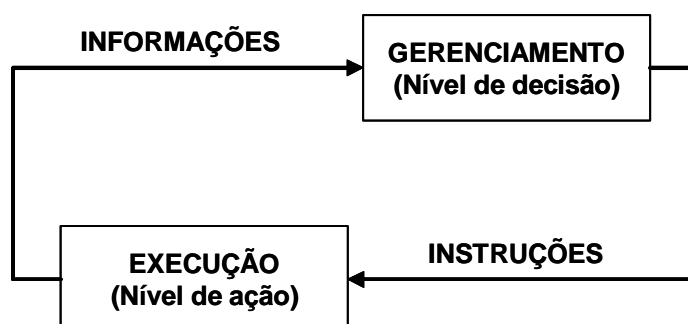 INFORMAÇÕES
GERENCIAMENTO
(Nível de decisão)
EXECUÇÃO
(Nível de ação)
INSTRUÇÕES